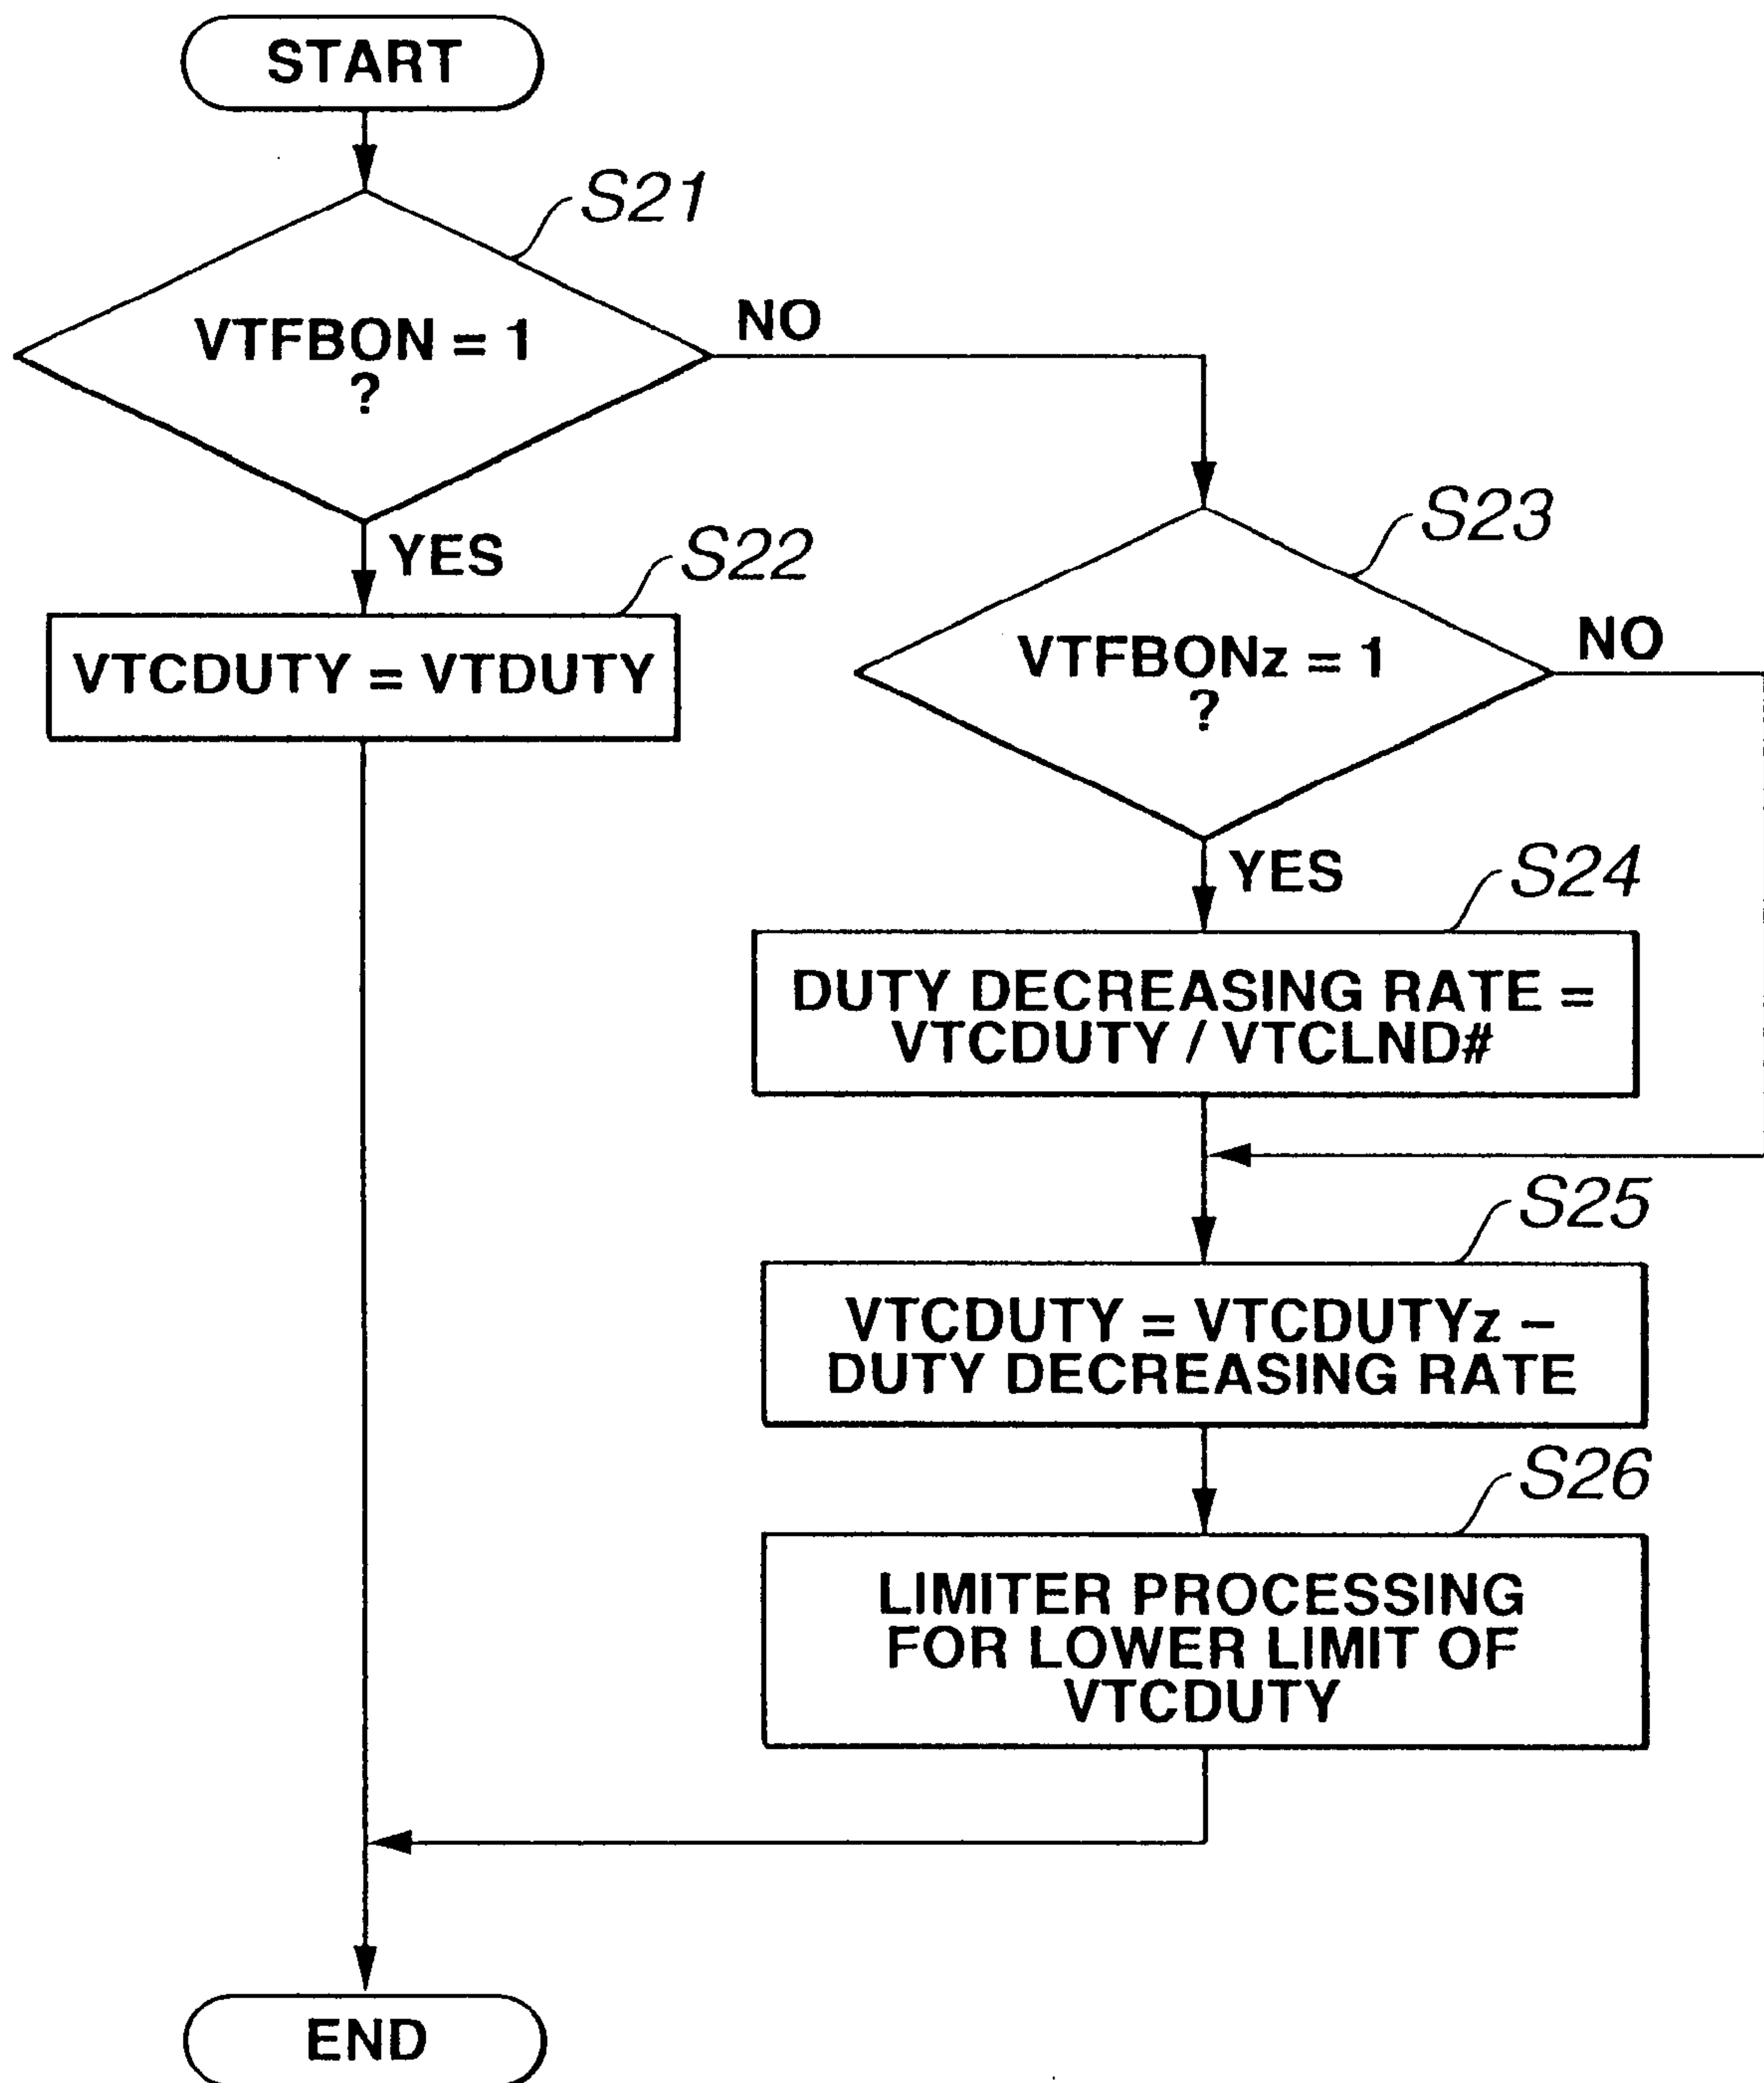 START
S21
VTFBON = 1
?
NO
YES
S22
VTCDUTY = VTDUTY
S23
VTFBONz = 1
?
NO
YES
S24
DUTY DECREASING RATE =
VTCDUTY / VTCLND#
S25
VTCDUTY = VTCDUTYz –
DUTY DECREASING RATE
S26
LIMITER PROCESSING
FOR LOWER LIMIT OF
VTCDUTY
END